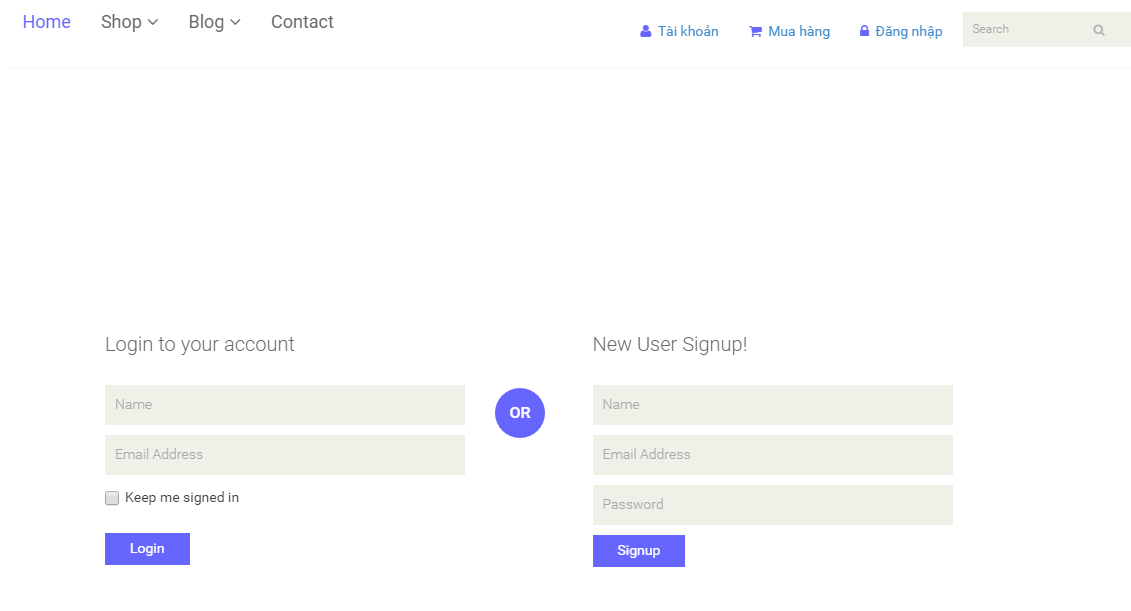 Home Shop Blog Contact
Tài khoản Mua hàng Đăng nhập Search
Login to your account
Name
Email Address
Keep me signed in
Login
OR
New User Signup!
Name
Email Address
Password
Signup